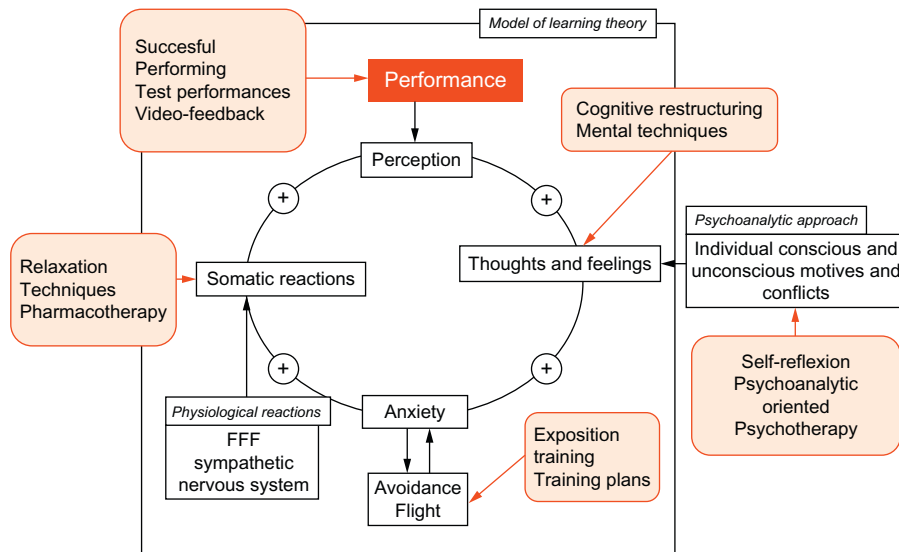 Model of learning theory
Succesful
Performing
Test performances
Video-feedback
Performance
Cognitive restructuring
Mental techniques
Perception
+
+
Psychoanalytic approach
Individual conscious and
unconscious motives and
conflicts
Thoughts and feelings
Relaxation
Techniques
Pharmacotherapy
Somatic reactions
+
+
Self-reflexion
Psychoanalytic
oriented
Psychotherapy
Physiological reactions
FFF
sympathetic
nervous system
Anxiety
Exposition
training
Training plans
Avoidance
Flight